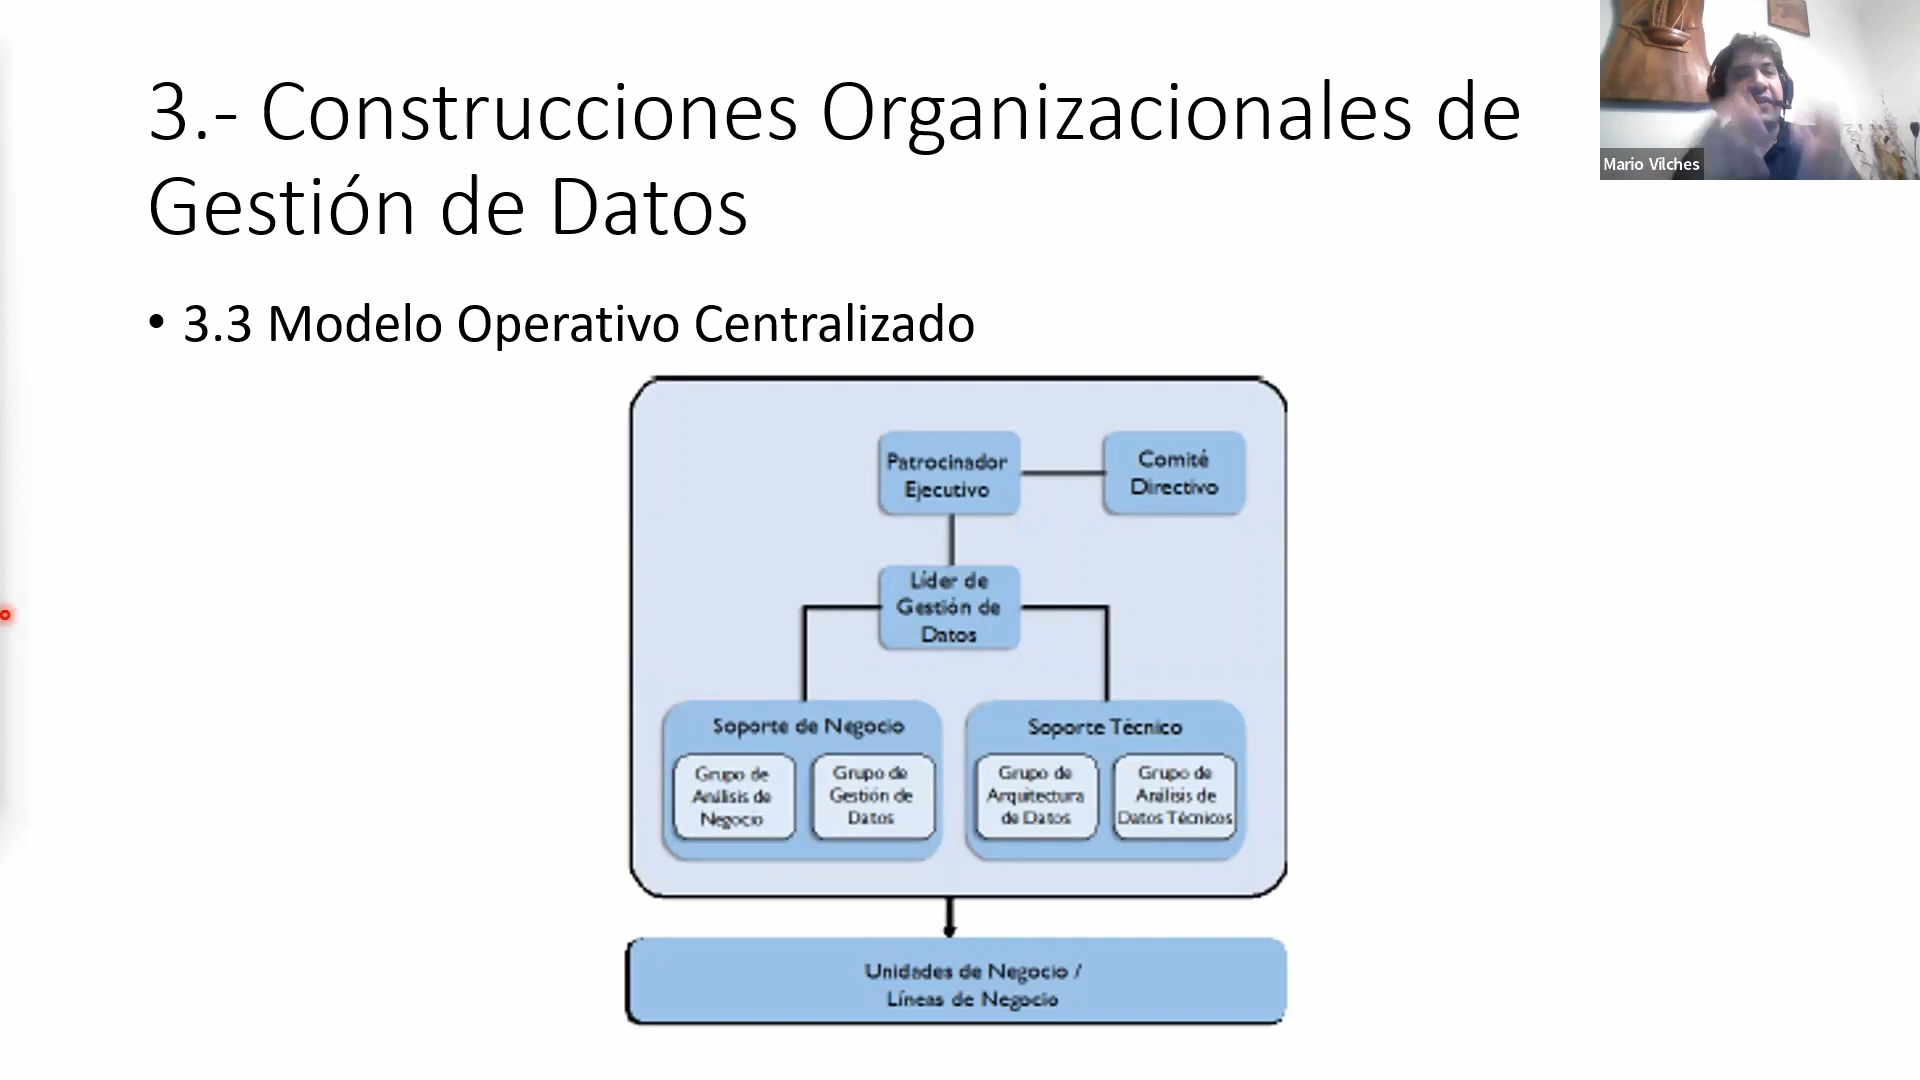 3.- Construcciones Organizacionales de
Gestión de Datos
Mario Vilches
• 3.3 Modelo Operativo Centralizado
Patrocinador
Ejecutivo
Comité
Directivo
Líder de
Gestión de
Datos
Soporte de Negocio
Grupo de
Análisis de
Negocio
Grupo de
Gestión de
Datos
Soporte Técnico
Grupo de
Arquitectura
de Datos
Grupo de
Análisis de
Datos Técnicos
Unidades de Negocio /
Líneas de Negocio